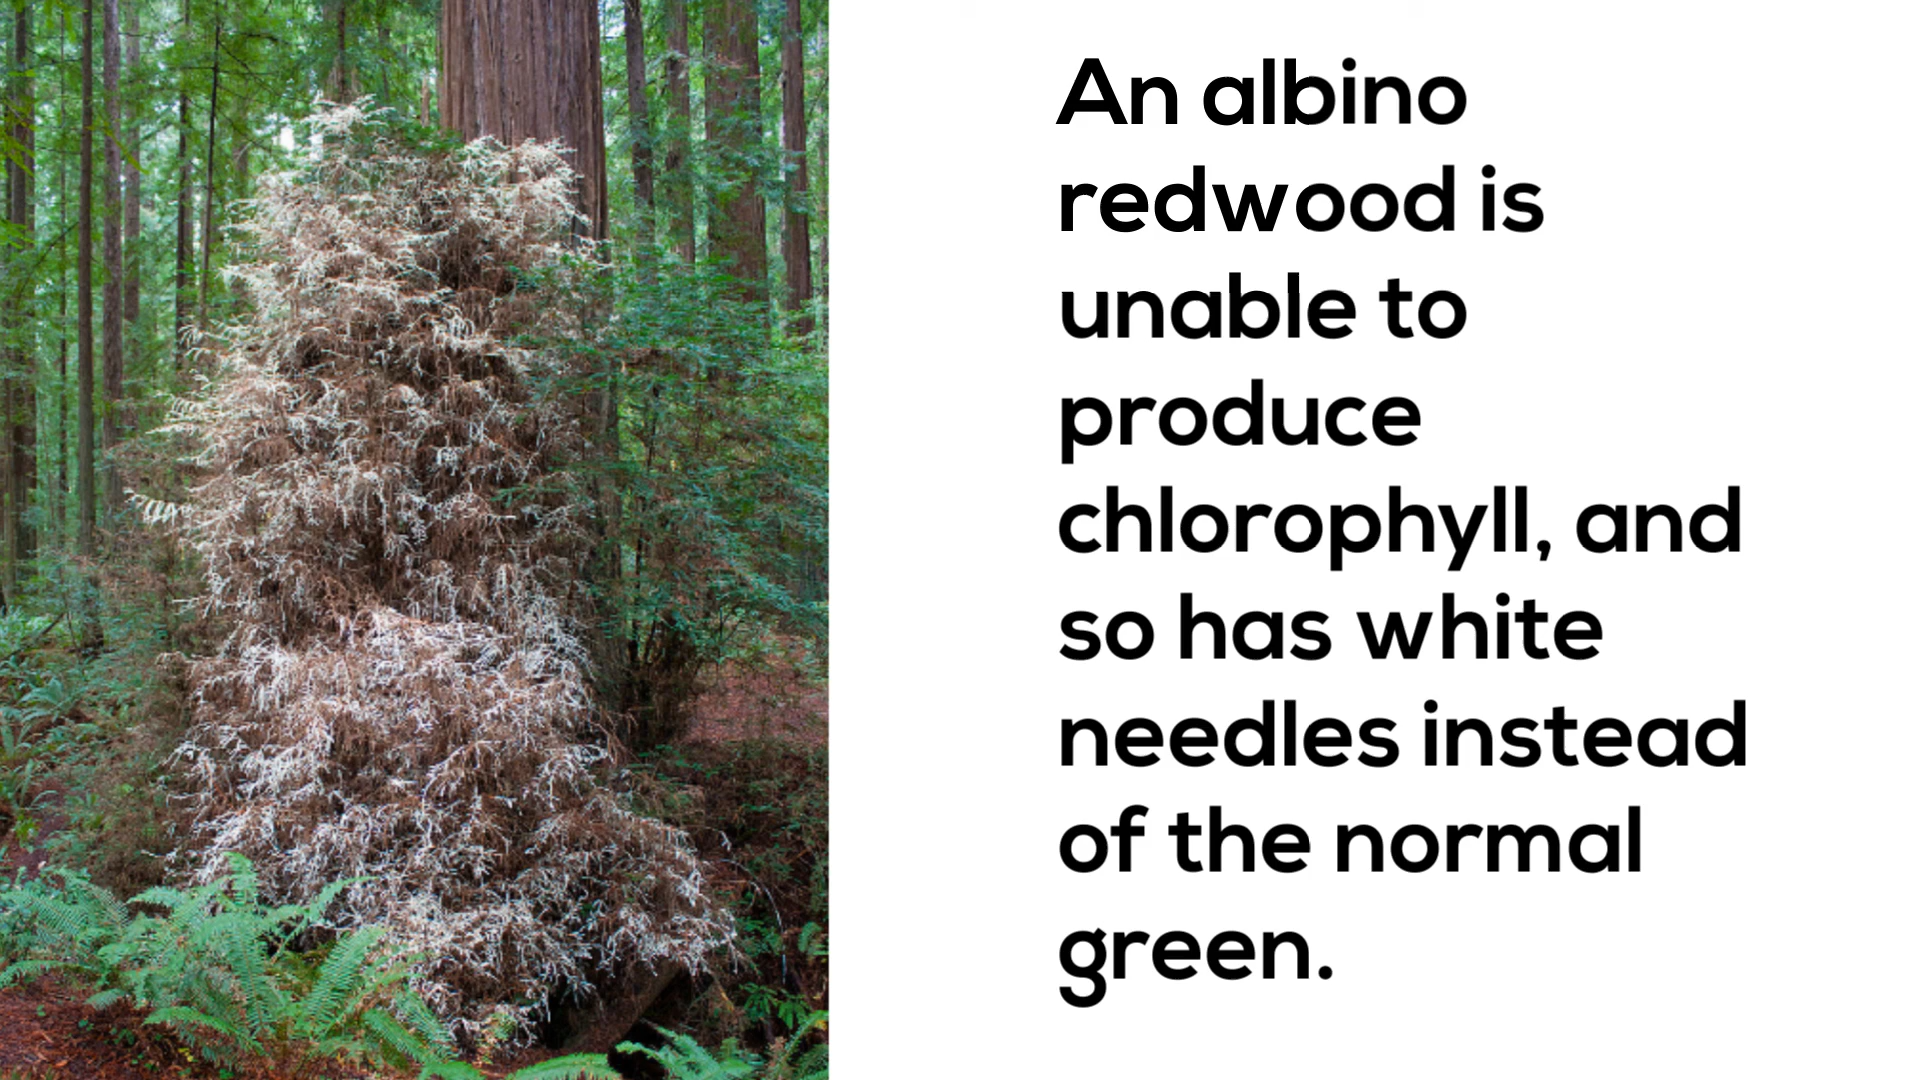 An albino
redwood is
unable to
produce
chlorophyll, and
so has white
needles instead
of the normal
green.